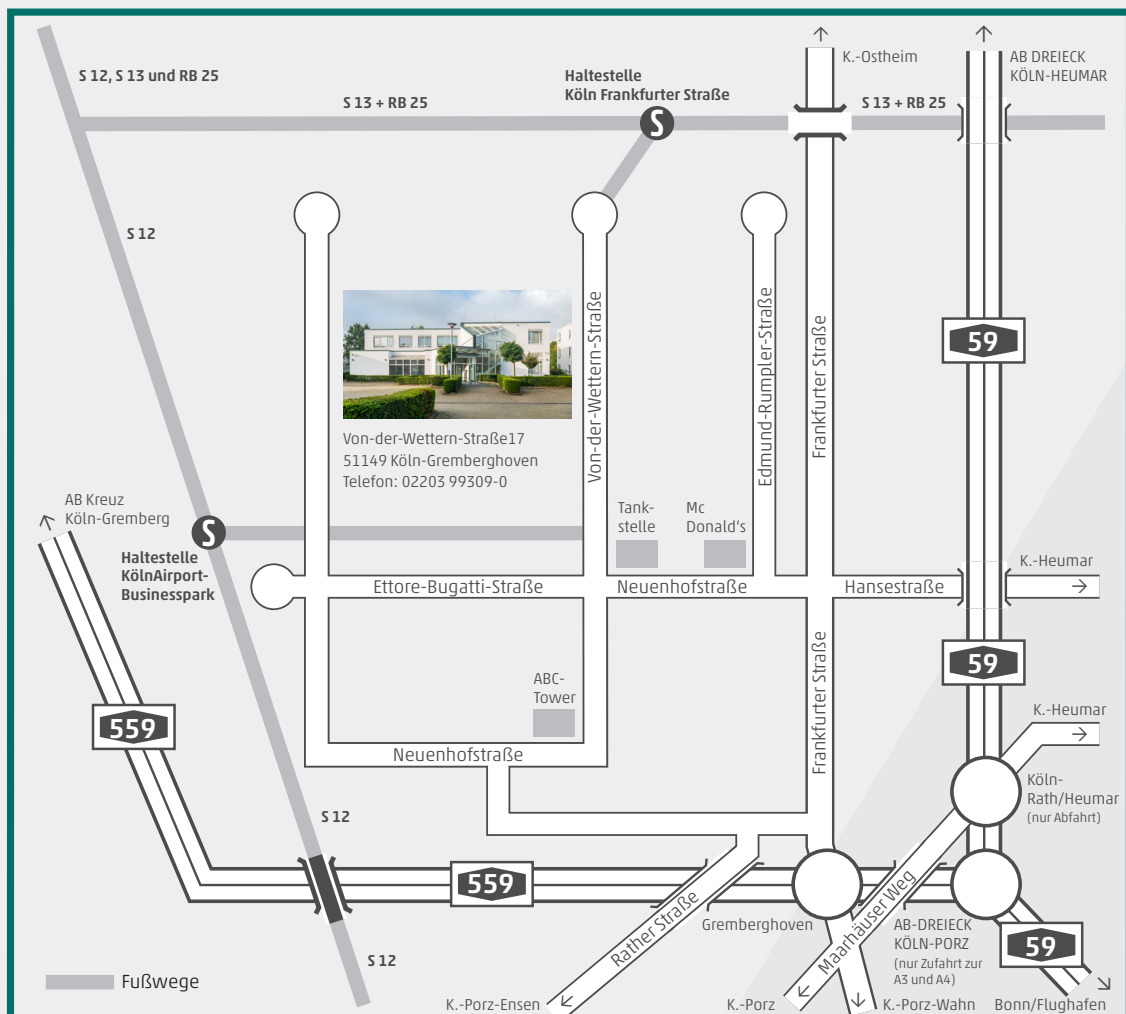 K.-Ostheim
AB DREIECK
KÖLN-HEUMAR
S 12, S 13 und RB 25
Haltestelle
Köln Frankfurter Straße
S 13 + RB 25
S 13 + RB 25
S
S 12
Von-der-Wettern-Straße
Edmund-Rumpler-Straße
Frankfurter Straße
59
Von-der-Wettern-Straße17
51149 Köln-Gremberghoven
Telefon: 02203 99309-0
AB Kreuz
Köln-Gremberg
S
Haltestelle
KölnAirport-
Businesspark
Tank-
stelle
Mc
Donald's
K.-Heumar
Ettore-Bugatti-Straße
Neuenhofstraße
Hansestraße
Frankfurter Straße
59
ABC-
Tower
559
K.-Heumar
Neuenhofstraße
Köln-
Rath/Heumar
(nur Abfahrt)
S 12
559
Rather Straße
Gremberghoven
Maarhäuser Weg
AB-DREIECK
KÖLN-PORZ
(nur Zufahrt zur
A3 und A4)
59
S 12
Fußwege
K.-Porz-Ensen
K.-Porz
K.-Porz-Wahn
Bonn/Flughafen